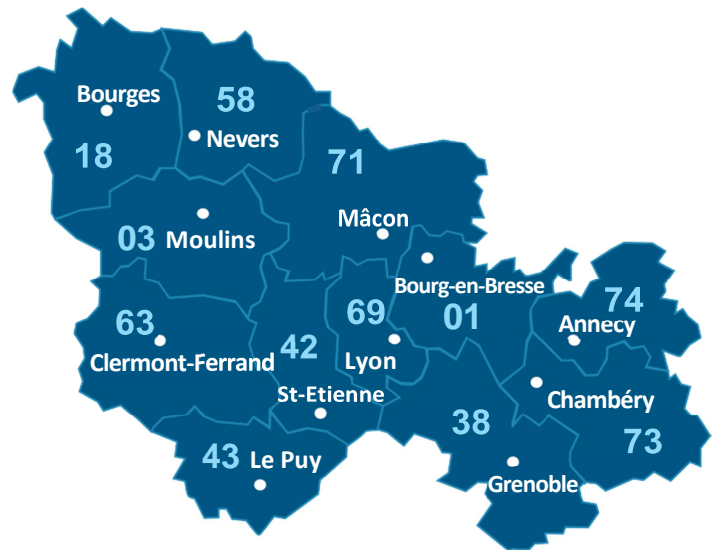 Bourges
58
Nevers
18
71
Mâcon
03 Moulins
Bourg-en-Bresse
74
63
69
01
Annecy
42
Clermont-Ferrand
Lyon
St-Etienne
Chambéry
38
73
43 Le Puy
Grenoble